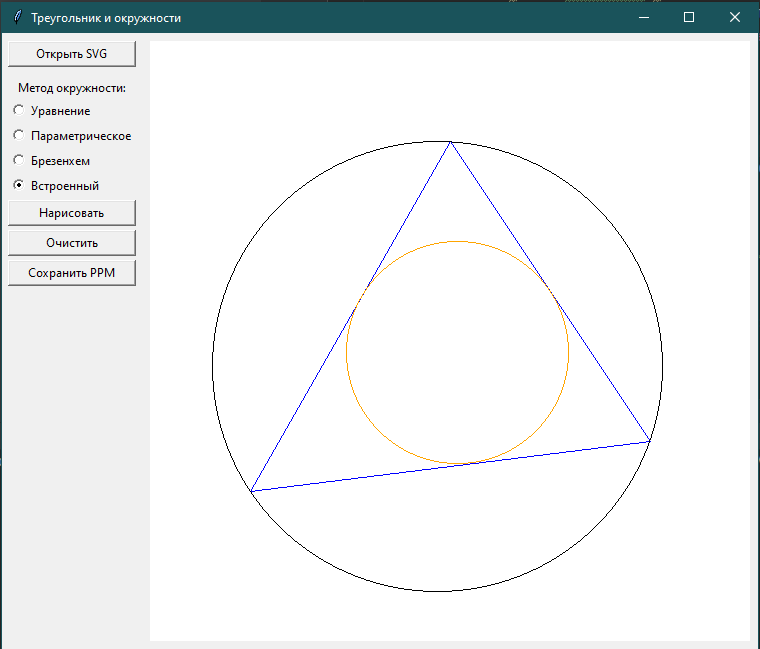 Треугольник и окружности
Открыть SVG
Метод окружности:
Уравнение
Параметрическое
Брезенхем
Встроенный
Нарисовать
Очистить
Сохранить PPM